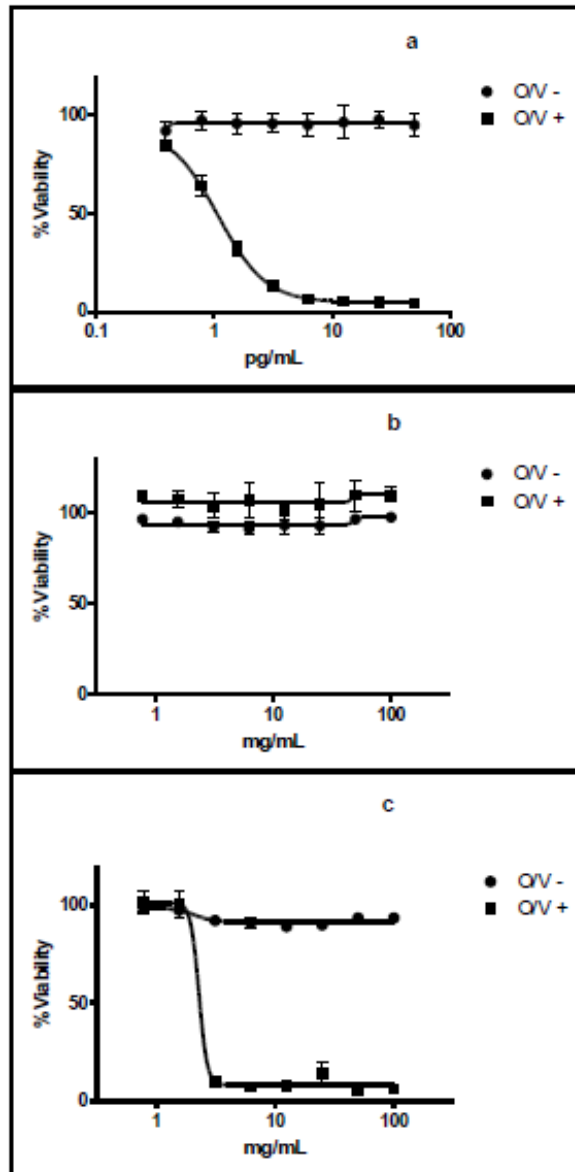 a
O/V -
O/V +
100
50
0
% Viability
0.1 1 10 100
pg/mL
b
O/V -
O/V +
100
50
0
% Viability
1 10 100
mg/mL
c
O/V -
O/V +
100
50
0
% Viability
1 10 100
mg/mL